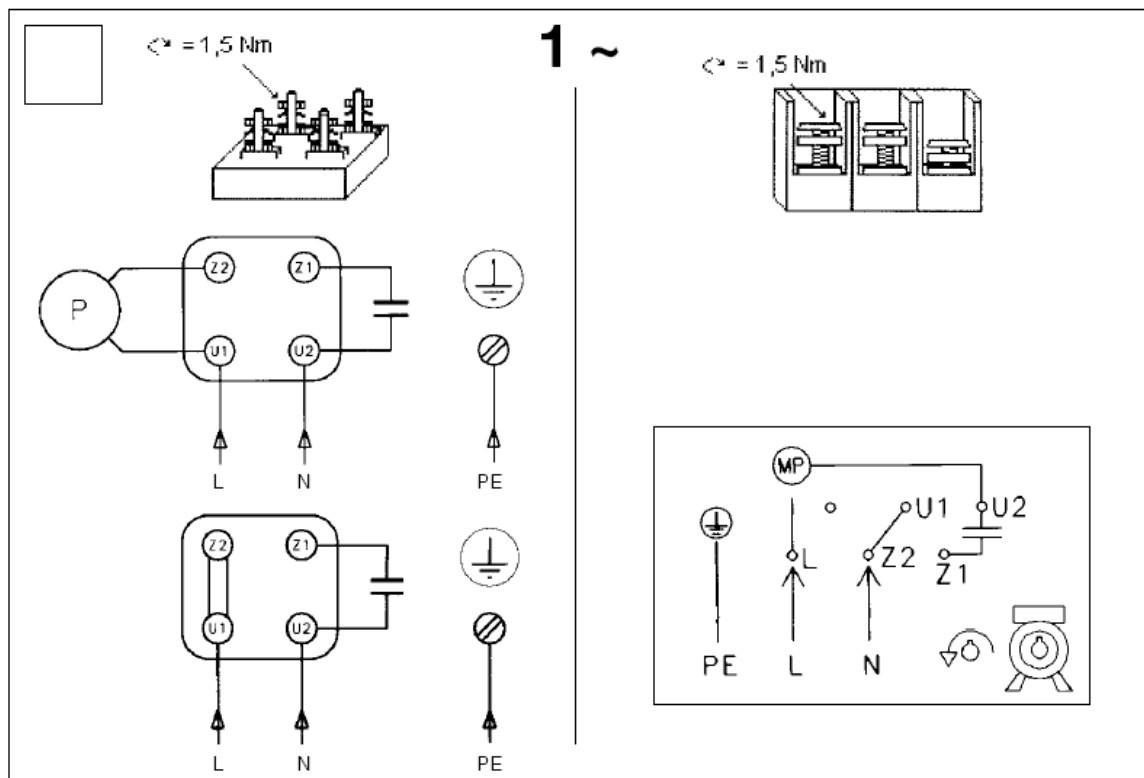 = 1,5 Nm
1 ~
= 1,5 Nm
Z2 Z1
P
U1 U2
L N PE
Z2 Z1
U1 U2
L N PE
MP
U1 U2
L Z2 Z1
PE L N